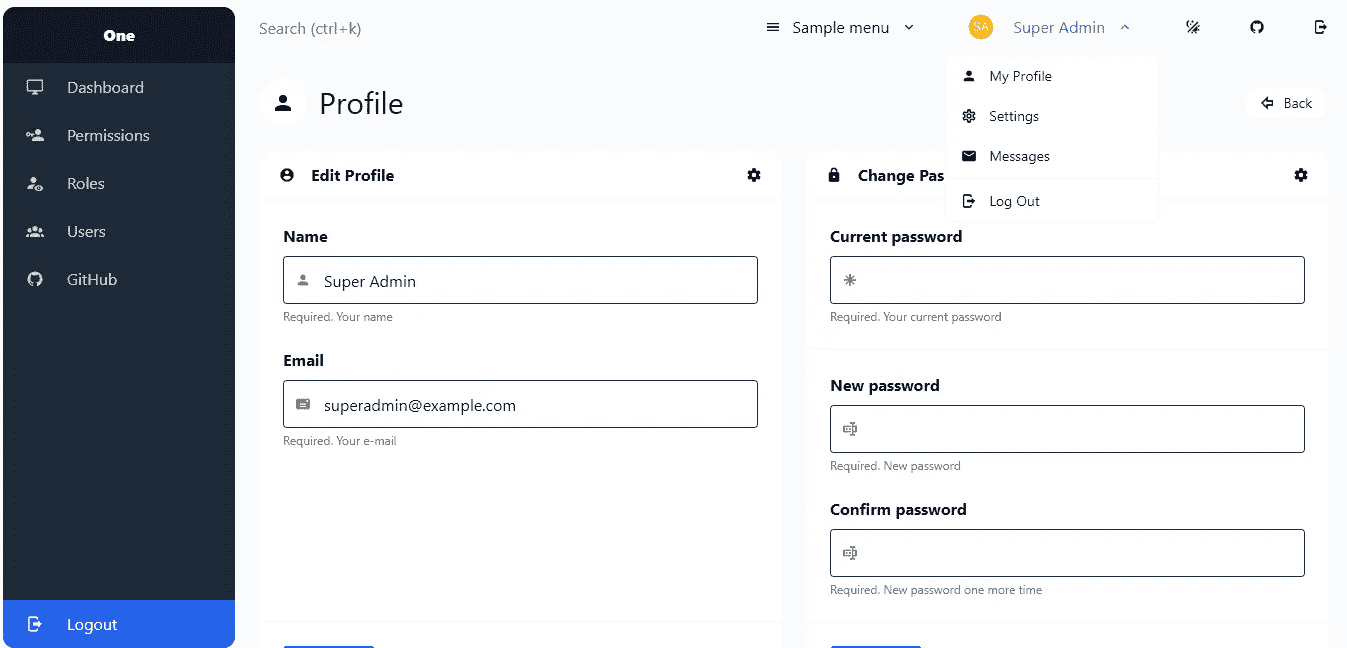 One
Dashboard
Permissions
Roles
Users
GitHub
Logout
Search (ctrl+k)
Sample menu
SA
Super Admin
My Profile
Settings
Messages
Log Out
Profile
Back
Edit Profile
Name
Super Admin
Required. Your name
Email
superadmin@example.com
Required. Your e-mail
Change Pas
Current password
Required. Your current password
New password
Required. New password
Confirm password
Required. New password one more time